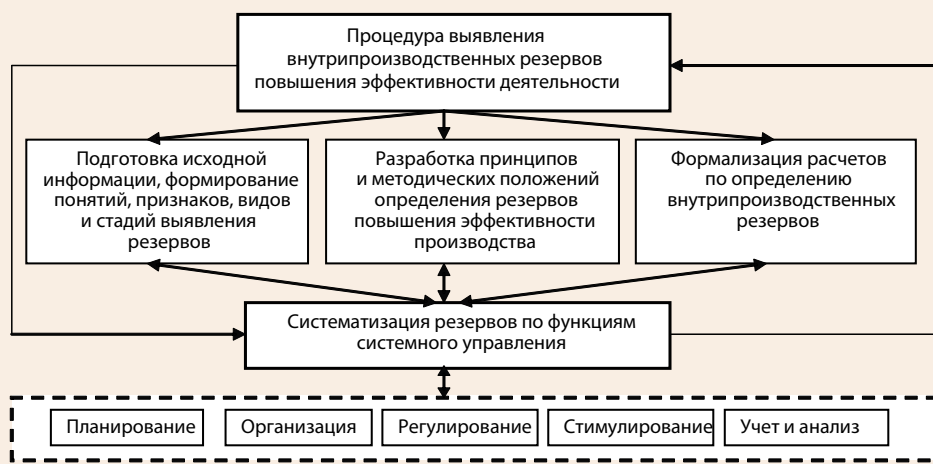 Процедура выявления
внутрипроизводственных резервов
повышения эффективности деятельности
Подготовка исходной
информации, формирование
понятий, признаков, видов
и стадий выявления
резервов
Разработка принципов
и методических положений
определения резервов
повышения эффективности
производства
Формализация расчетов
по определению
внутрипроизводственных
резервов
Систематизация резервов по функциям
системного управления
Планирование
Организация
Регулирование
Стимулирование
Учет и анализ